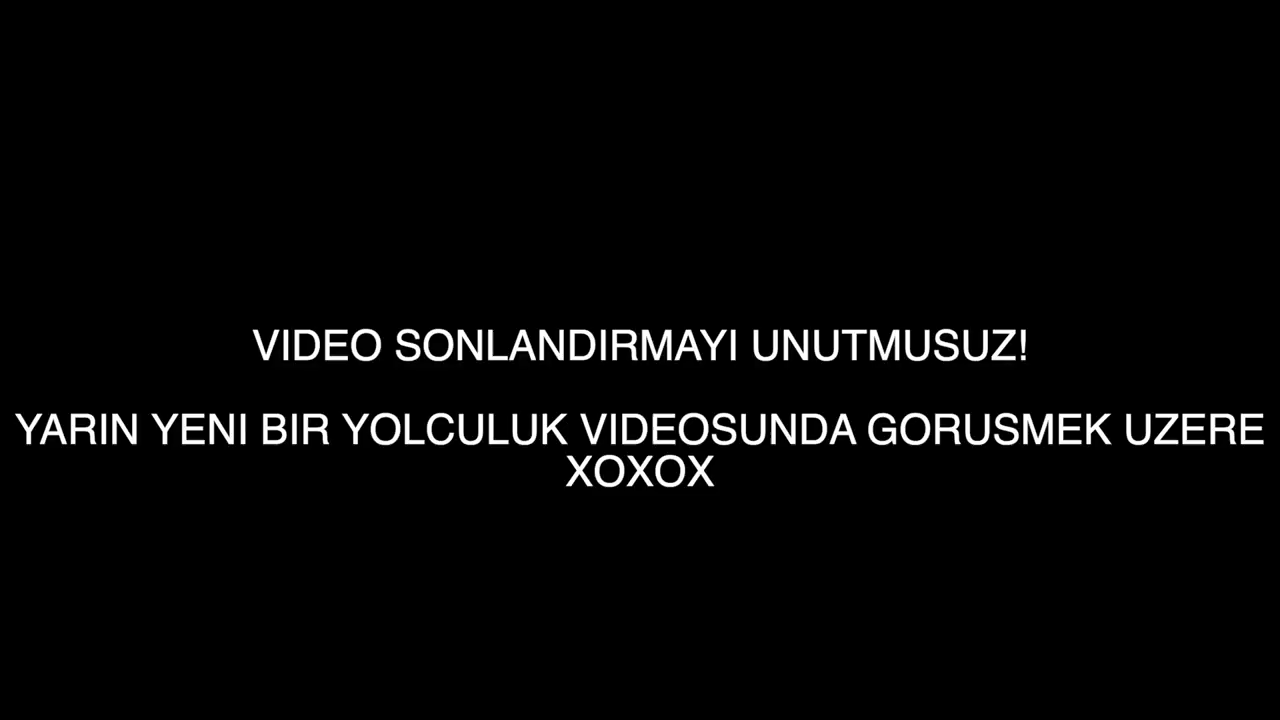 VIDEO SONLANDIRMAYI UNUTMUSUZ!
YARIN YENI BIR YOLCULUK VIDEOSUNDA GORUSMEK UZERE
XOXOX